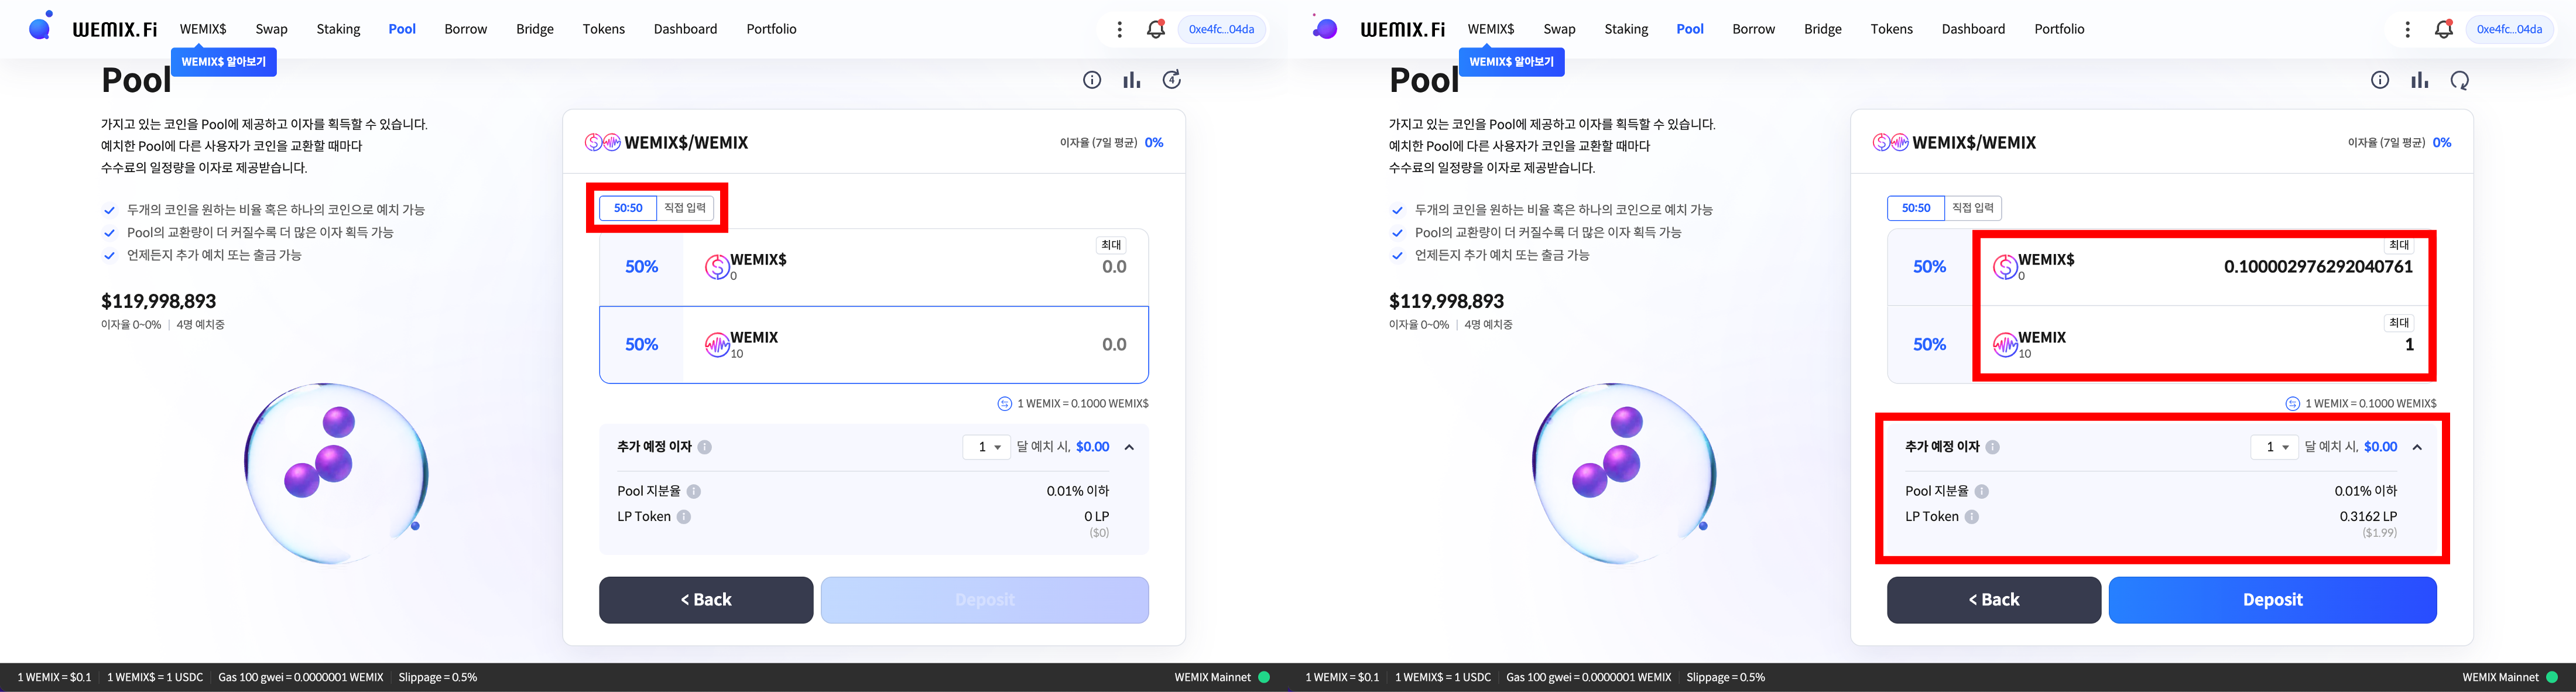 WEMIX.Fi WEMIX$ Swap Staking Pool Borrow Bridge Tokens Dashboard Portfolio 0xe4fc...04da
WEMIX$ 알아보기
Pool
4
가지고 있는 코인을 Pool에 제공하고 이자를 획득할 수 있습니다.
예치한 Pool에 다른 사용자가 코인을 교환할 때마다
수수료의 일정량을 이자로 제공받습니다.
두개의 코인을 원하는 비율 혹은 하나의 코인으로 예치 가능
Pool의 교환량이 더 커질수록 더 많은 이자 획득 가능
언제든지 추가 예치 또는 출금 가능
$119,998,893
이자율 0~0% | 4명 예치중
WEMIX$/WEMIX 이자율 (7일 평균) 0%
50:50 직접 입력
최대
50% WEMIX$ 0.0
0
50% WEMIX 0.0
10
1 WEMIX = 0.1000 WEMIX$
추가 예정 이자 1 달 예치 시, $0.00
Pool 지분율 0.01% 이하
LP Token 0 LP
($0)
< Back Deposit
1 WEMIX = $0.1 1 WEMIX$ = 1 USDC Gas 100 gwei = 0.0000001 WEMIX Slippage = 0.5% WEMIX Mainnet
WEMIX.Fi WEMIX$ Swap Staking Pool Borrow Bridge Tokens Dashboard Portfolio 0xe4fc...04da
WEMIX$ 알아보기
Pool
가지고 있는 코인을 Pool에 제공하고 이자를 획득할 수 있습니다.
예치한 Pool에 다른 사용자가 코인을 교환할 때마다
수수료의 일정량을 이자로 제공받습니다.
두개의 코인을 원하는 비율 혹은 하나의 코인으로 예치 가능
Pool의 교환량이 더 커질수록 더 많은 이자 획득 가능
언제든지 추가 예치 또는 출금 가능
$119,998,893
이자율 0~0% | 4명 예치중
WEMIX$/WEMIX 이자율 (7일 평균) 0%
50:50 직접 입력
최대
50% WEMIX$ 0.100002976292040761
0
최대
50% WEMIX 1
10
1 WEMIX = 0.1000 WEMIX$
추가 예정 이자 1 달 예치 시, $0.00
Pool 지분율 0.01% 이하
LP Token 0.3162 LP
($1.99)
< Back Deposit
1 WEMIX = $0.1 1 WEMIX$ = 1 USDC Gas 100 gwei = 0.0000001 WEMIX Slippage = 0.5% WEMIX Mainnet